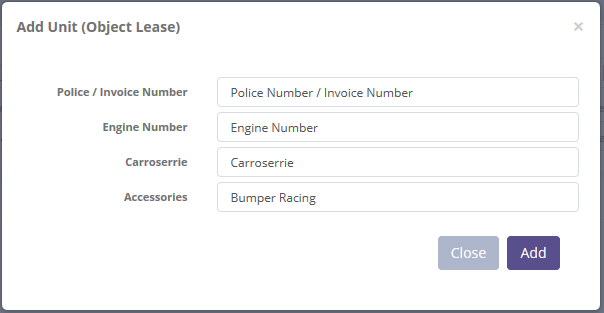 Add Unit (Object Lease) ×
Police / Invoice Number Police Number / Invoice Number
Engine Number Engine Number
Carroserrie Carroserrie
Accessories Bumper Racing
Close Add